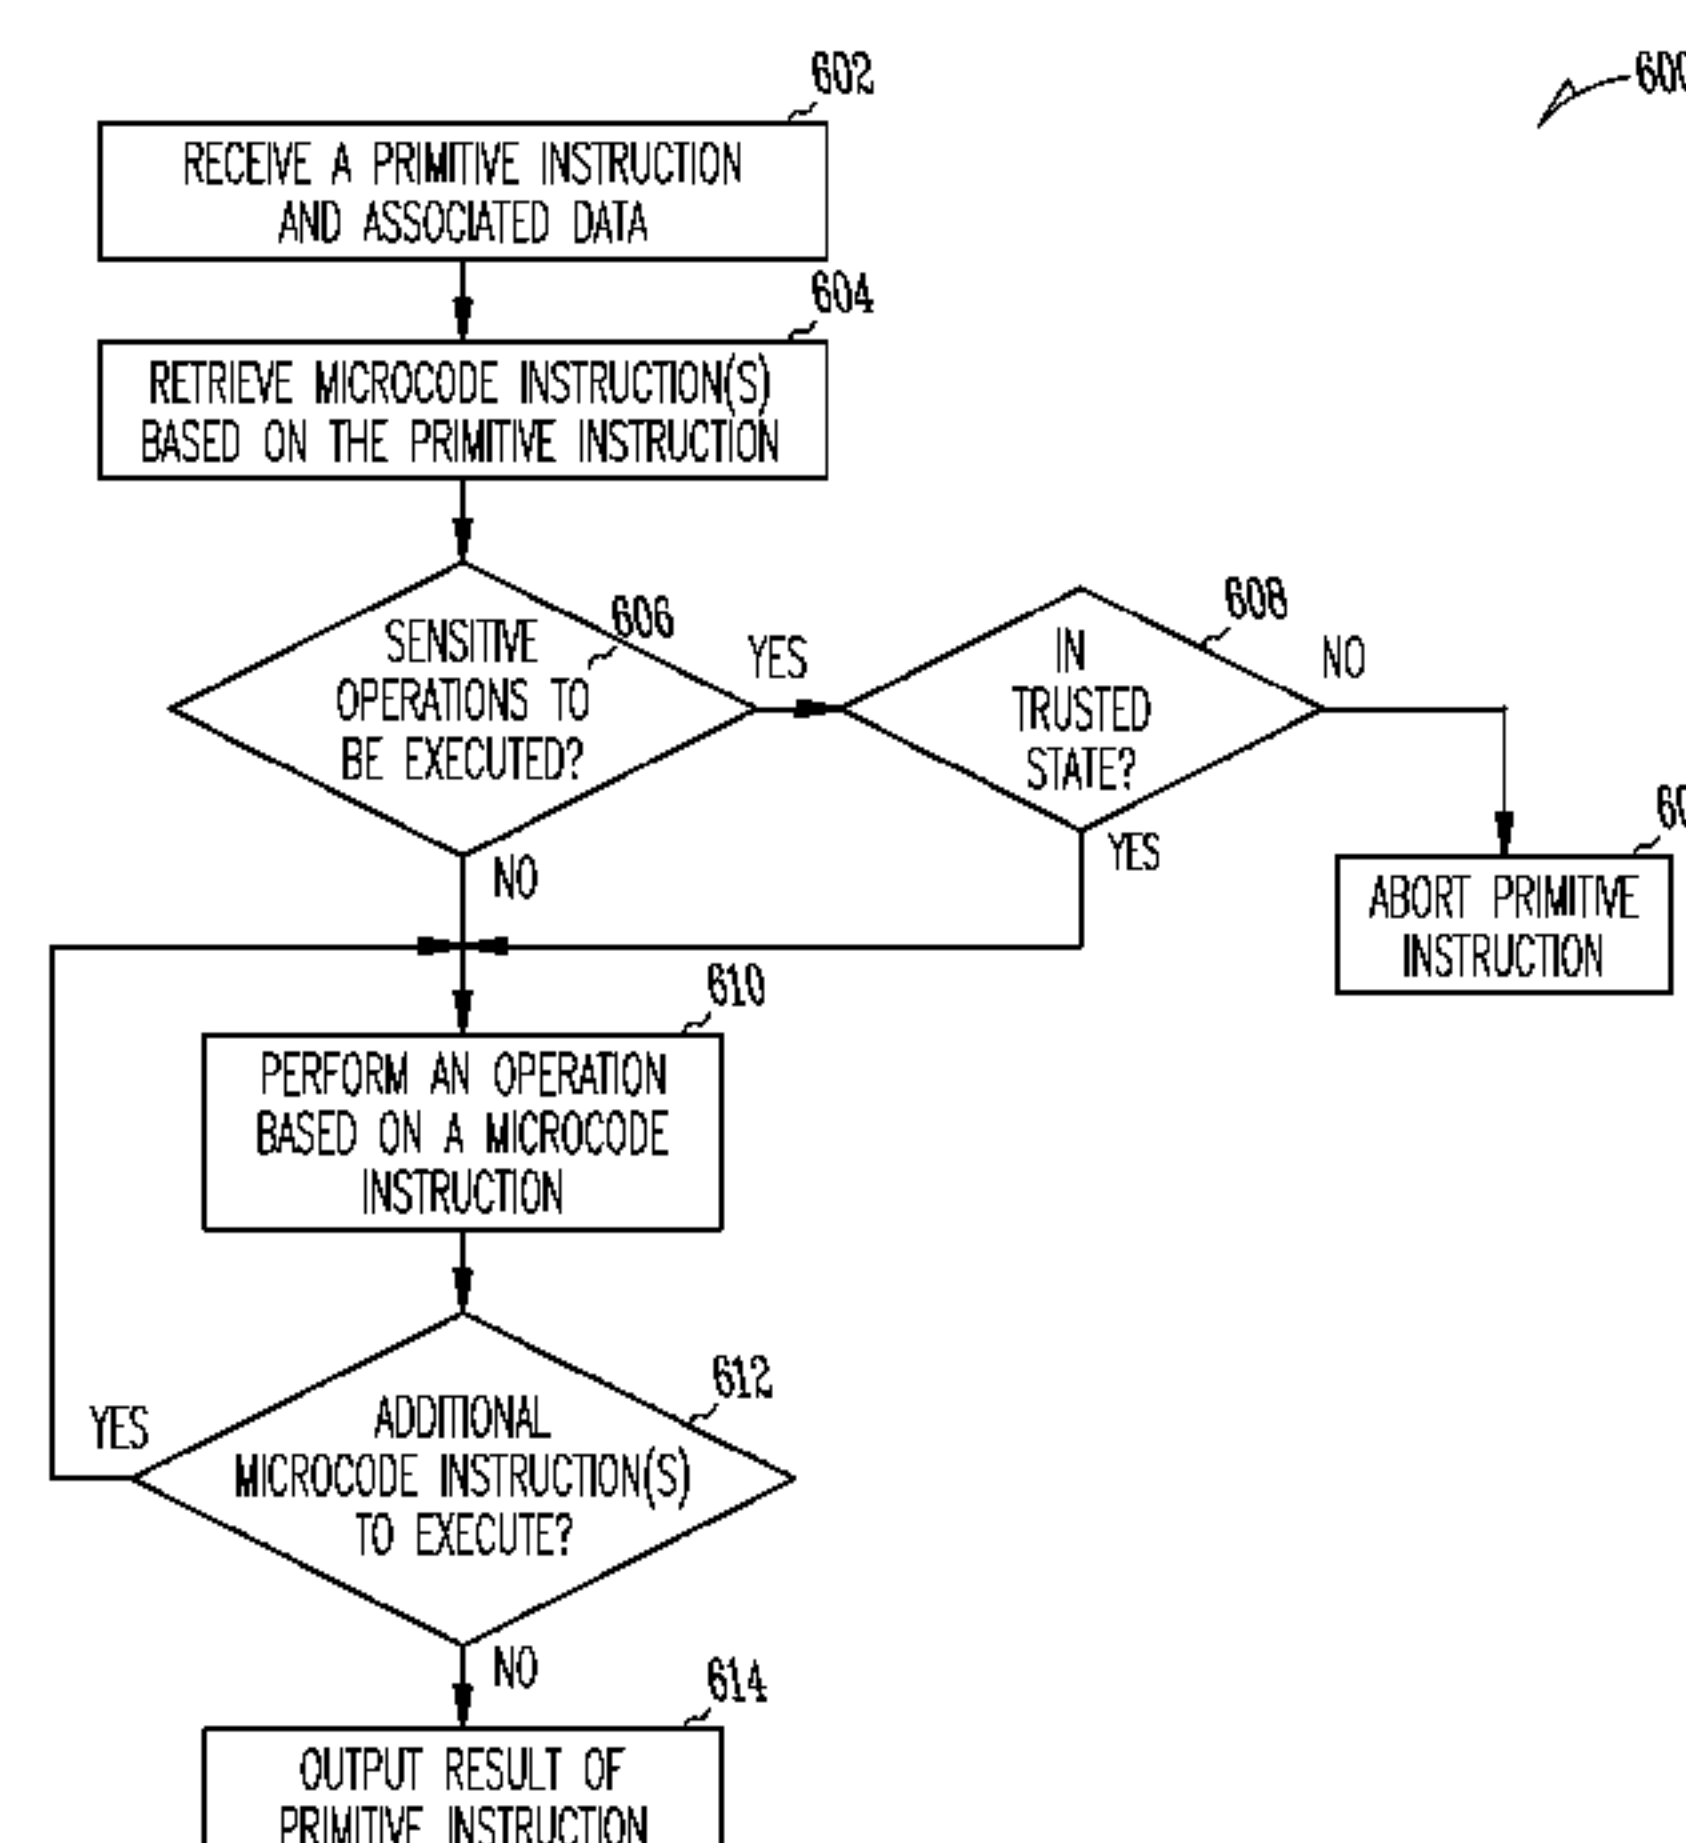 602
600
RECEIVE A PRIMITIVE INSTRUCTION
AND ASSOCIATED DATA
604
RETRIEVE MICROCODE INSTRUCTION(S)
BASED ON THE PRIMITIVE INSTRUCTION
606
SENSITIVE
OPERATIONS TO
BE EXECUTED?
YES
NO
608
IN
TRUSTED
STATE?
NO
YES
ABORT PRIMITIVE
INSTRUCTION
610
PERFORM AN OPERATION
BASED ON A MICROCODE
INSTRUCTION
612
ADDITIONAL
MICROCODE INSTRUCTION(S)
TO EXECUTE?
YES
NO
614
OUTPUT RESULT OF
PRIMITIVE INSTRUCTION